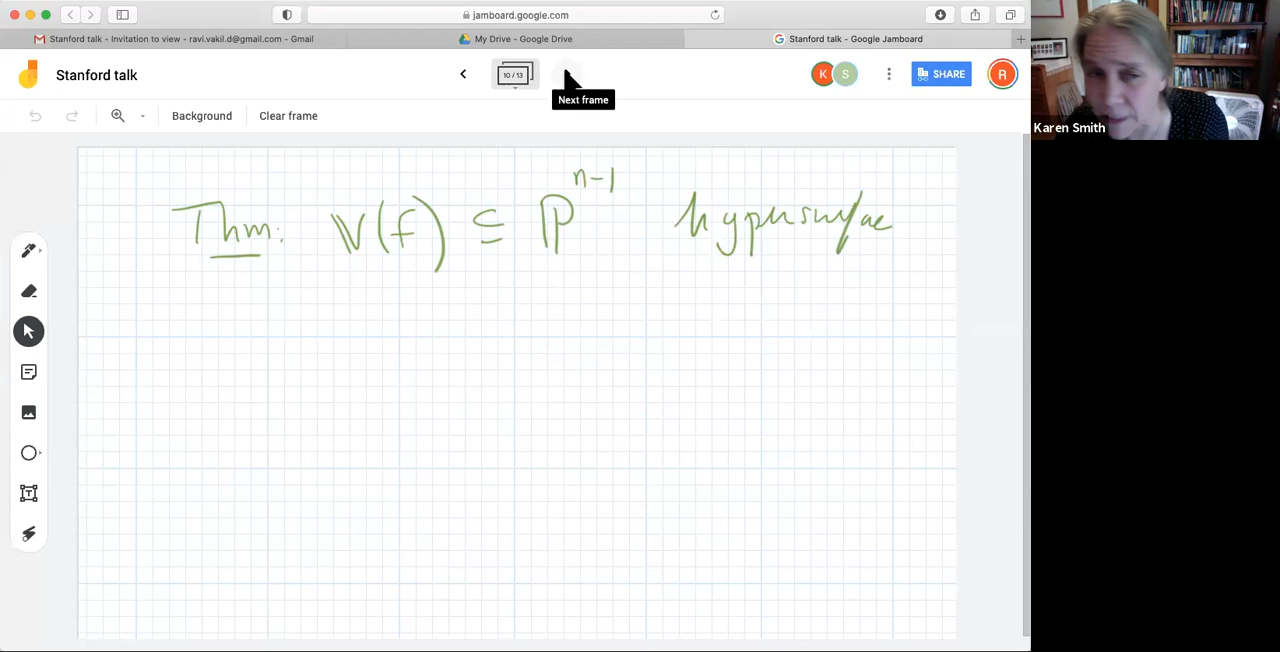 jamboard.google.com
Stanford talk - Invitation to view - ravi.vakil.d@gmail.com - Gmail
My Drive - Google Drive
Stanford talk - Google Jamboard
Stanford talk
10 / 13
K
S
SHARE
R
Next frame
Background
Clear frame
Karen Smith
Thm: V(f) ⊆ ℙⁿ⁻¹ hypersurface